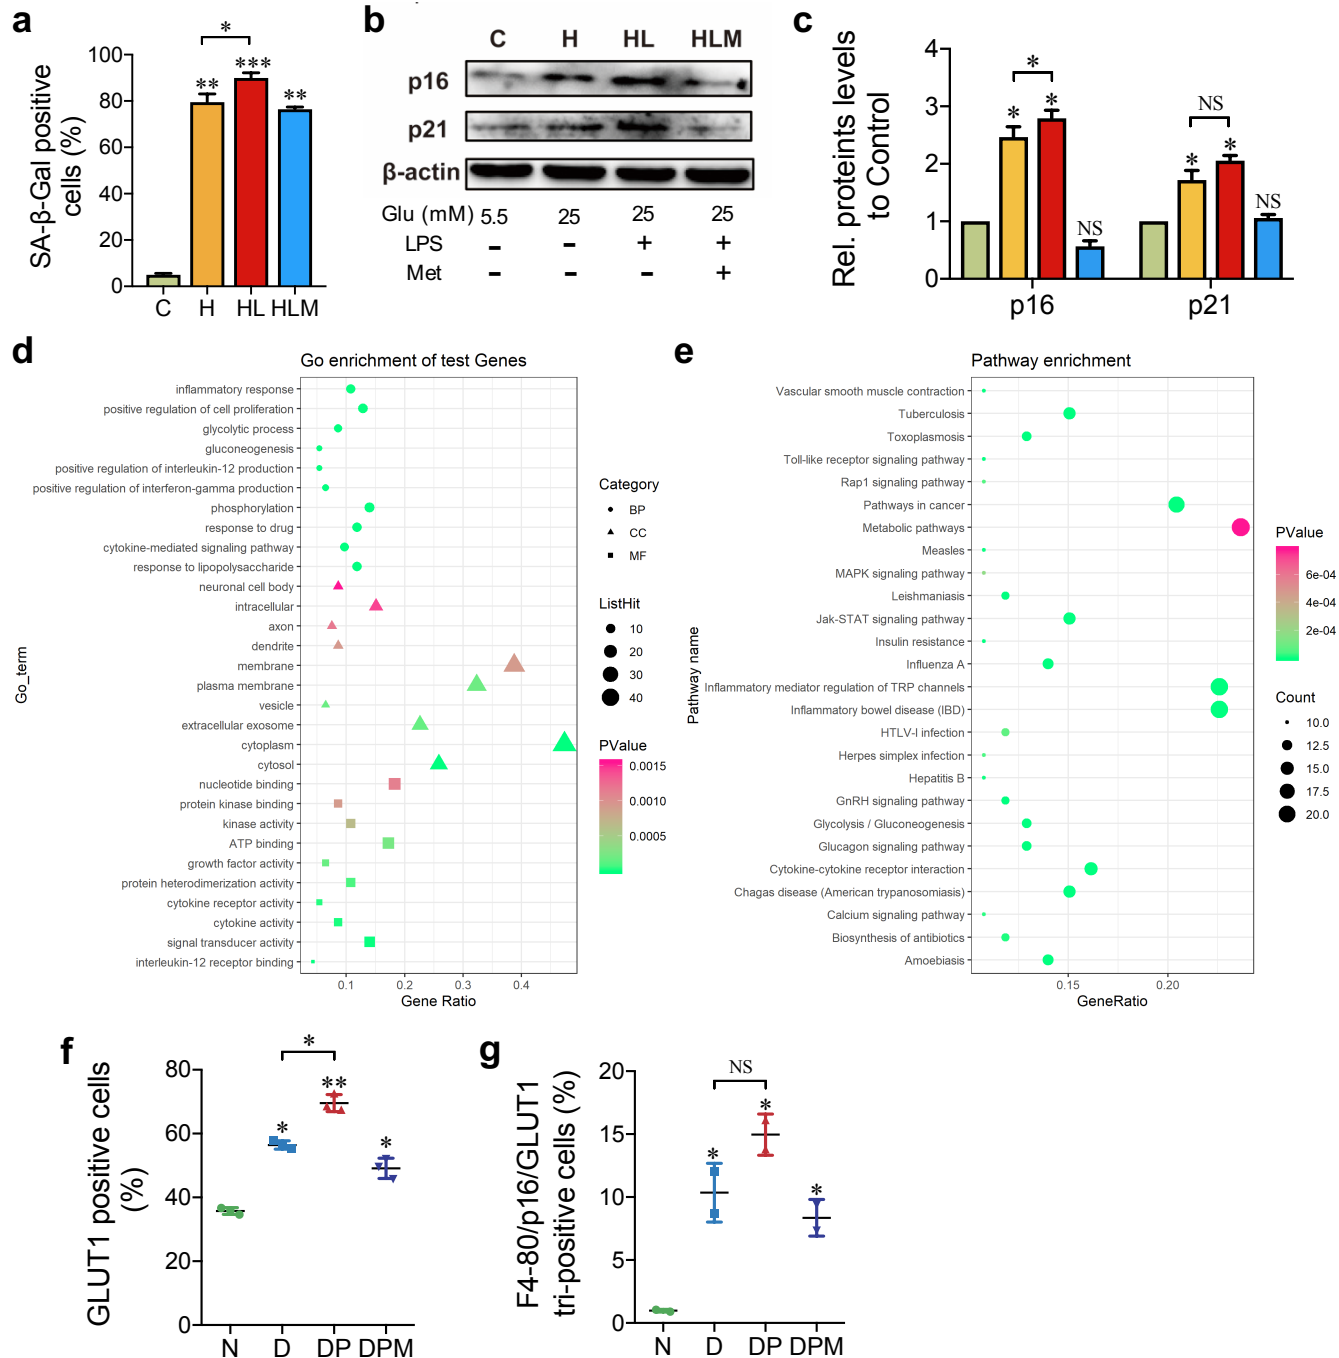 a
SA-β-Gal positive
cells (%)
100
80
60
40
20
0
*
**
***
**
C H HL HLM
b
C H HL HLM
p16
p21
β-actin
Glu (mM) 5.5 25 25 25
LPS - - + +
Met - - - +
c
Rel. proteints levels
to Control
4
3
2
1
0
*
* * NS
NS
* * NS
p16 p21
d
Go enrichment of test Genes
Go_term
inflammatory response
positive regulation of cell proliferation
glycolytic process
gluconeogenesis
positive regulation of interleukin-12 production
positive regulation of interferon-gamma production
phosphorylation
response to drug
cytokine-mediated signaling pathway
response to lipopolysaccharide
neuronal cell body
intracellular
axon
dendrite
membrane
plasma membrane
vesicle
extracellular exosome
cytoplasm
cytosol
nucleotide binding
protein kinase binding
kinase activity
ATP binding
growth factor activity
protein heterodimerization activity
cytokine receptor activity
cytokine activity
signal transducer activity
interleukin-12 receptor binding
0.1 0.2 0.3 0.4
Gene Ratio
Category
BP
CC
MF
ListHit
10
20
30
40
PValue
0.0015
0.0010
0.0005
e
Pathway enrichment
Pathway name
Vascular smooth muscle contraction
Tuberculosis
Toxoplasmosis
Toll-like receptor signaling pathway
Rap1 signaling pathway
Pathways in cancer
Metabolic pathways
Measles
MAPK signaling pathway
Leishmaniasis
Jak-STAT signaling pathway
Insulin resistance
Influenza A
Inflammatory mediator regulation of TRP channels
Inflammatory bowel disease (IBD)
HTLV-I infection
Herpes simplex infection
Hepatitis B
GnRH signaling pathway
Glycolysis / Gluconeogenesis
Glucagon signaling pathway
Cytokine-cytokine receptor interaction
Chagas disease (American trypanosomiasis)
Calcium signaling pathway
Biosynthesis of antibiotics
Amoebiasis
0.15 0.20
GeneRatio
PValue
6e-04
4e-04
2e-04
Count
10.0
12.5
15.0
17.5
20.0
f
GLUT1 positive cells
(%)
80
60
40
20
0
*
*
**
*
N D DP DPM
g
F4-80/p16/GLUT1
tri-positive cells (%)
20
15
10
5
0
NS
*
*
*
N D DP DPM